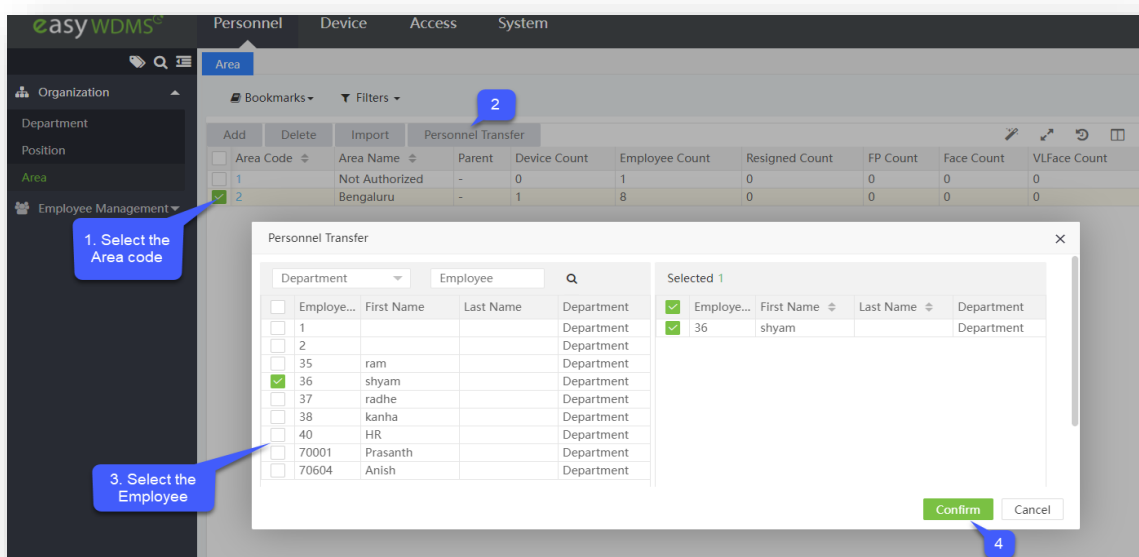 easy WDMS
Personnel Device Access System
Area
Organization
Department
Position
Area
Employee Management
Bookmarks Filters
2
Add Delete Import Personnel Transfer
Area Code Area Name Parent Device Count Employee Count Resigned Count FP Count Face Count VLFace Count
1 Not Authorized - 0 1 0 0 0 0
2 Bengaluru - 1 8 0 0 0 0
1. Select the
Area code
Personnel Transfer
Department Employee
Employe... First Name Last Name Department
1 Department
2 Department
35 ram Department
36 shyam Department
37 radhe Department
38 kanha Department
40 HR Department
70001 Prasanth Department
70604 Anish Department
Selected 1
Employe... First Name Last Name Department
36 shyam Department
3. Select the
Employee
Confirm Cancel
4